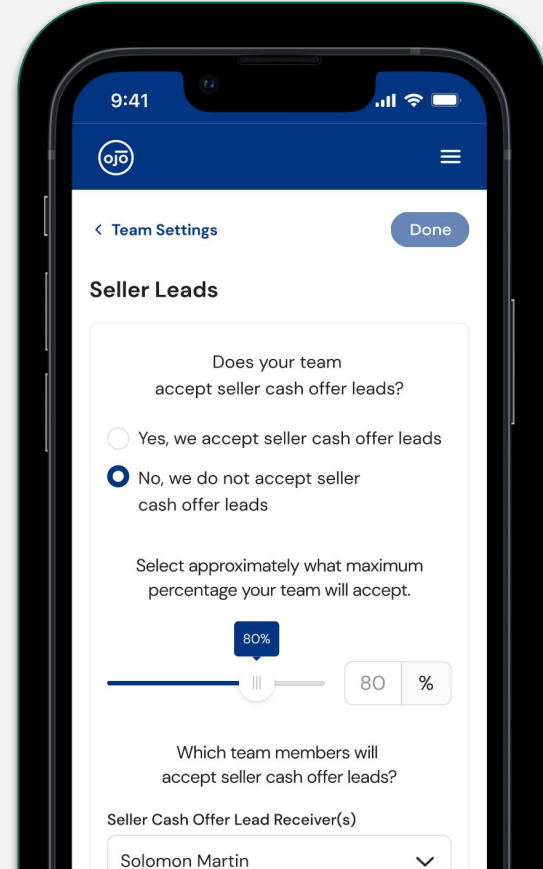 9:41
ojō
Team Settings
Done
Seller Leads
Does your team
accept seller cash offer leads?
Yes, we accept seller cash offer leads
No, we do not accept seller
cash offer leads
Select approximately what maximum
percentage your team will accept.
80%
80 %
Which team members will
accept seller cash offer leads?
Seller Cash Offer Lead Receiver(s)
Solomon Martin